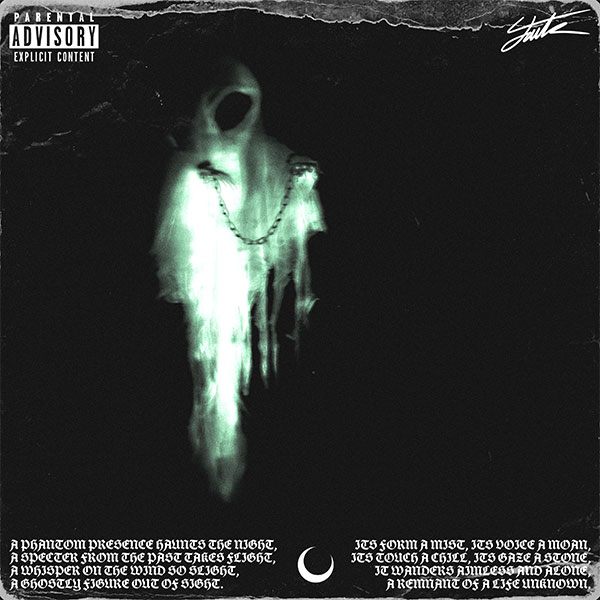 PARENTAL
ADVISORY
EXPLICIT CONTENT
A PHANTOM PRESENCE HAUNTS THE NIGHT,
A SPECTER FROM THE PAST TAKES FLIGHT,
A WHISPER ON THE WIND SO SLIGHT,
A GHOSTLY FIGURE OUT OF SIGHT.
ITS FORM A MIST, ITS VOICE A MOAN,
ITS TOUCH A CHILL, ITS GAZE A STONE,
IT WANDERS AIMLESS AND ALONE
A REMNANT OF A LIFE UNKNOWN.